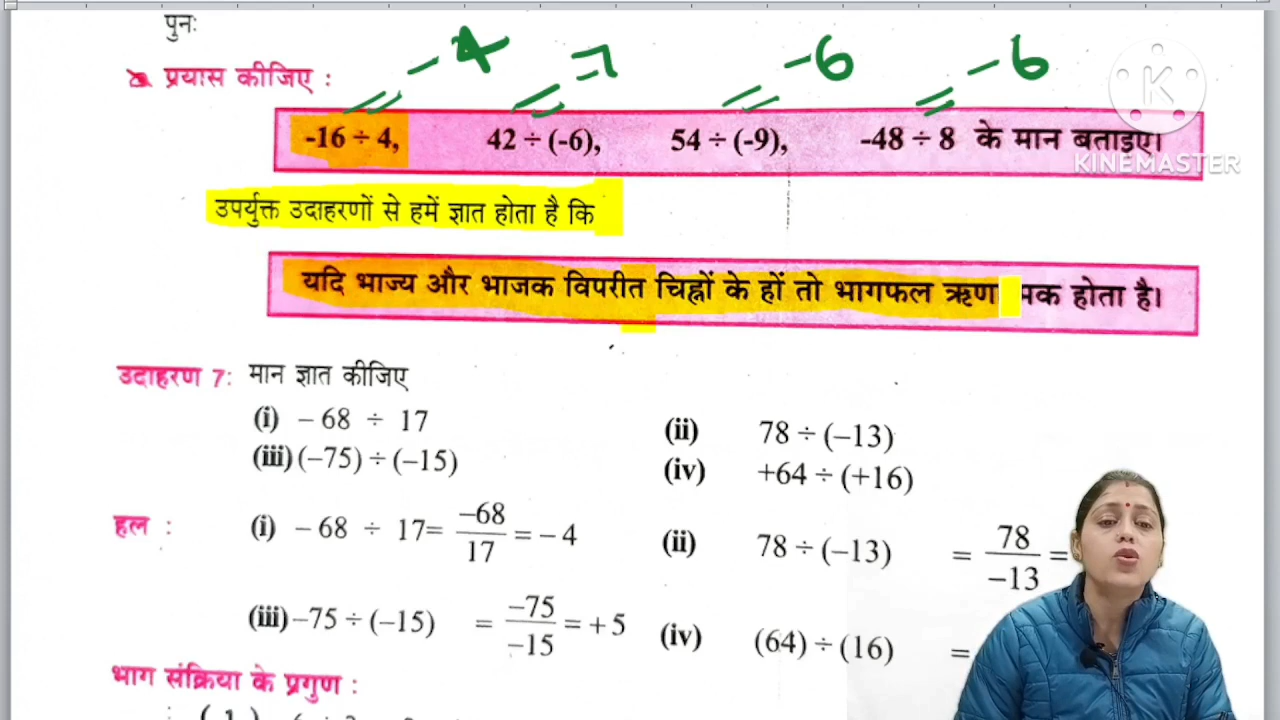 पुनः
-4 -7 -6 -6
प्रयास कीजिए :
-16 ÷ 4, 42 ÷ (-6), 54 ÷ (-9), -48 ÷ 8 के मान बताइए।
K
KINEMASTER
उपर्युक्त उदाहरणों से हमें ज्ञात होता है कि
यदि भाज्य और भाजक विपरीत चिह्नों के हों तो भागफल ऋण मक होता है।
उदाहरण 7: मान ज्ञात कीजिए
(i) – 68 ÷ 17 (ii) 78 ÷ (–13)
(iii) (–75) ÷ (–15) (iv) +64 ÷ (+16)
हल : (i) – 68 ÷ 17= –68/17 = – 4 (ii) 78 ÷ (–13) = 78/–13 =
(iii) –75 ÷ (–15) = –75/–15 = +5 (iv) (64) ÷ (16) =
भाग संक्रिया के प्रगुण :